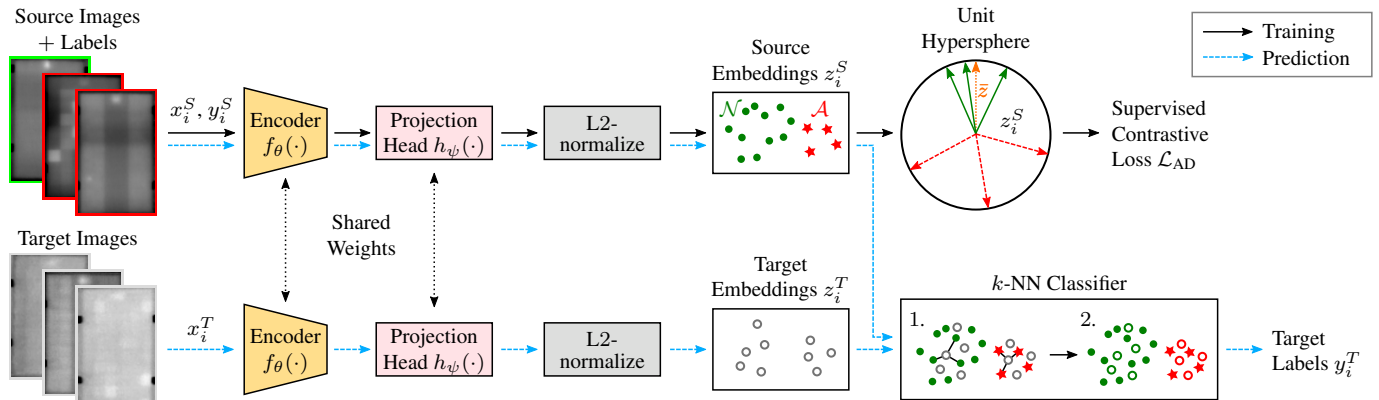 Source Images
+ Labels
x_i^S, y_i^S
Encoder
f_θ(·)
Projection
Head h_ψ(·)
L2-
normalize
Source
Embeddings z_i^S
𝒩
𝒜
Unit
Hypersphere
z̄
z_i^S
Supervised
Contrastive
Loss ℒ_AD
Training
Prediction
Shared
Weights
Target Images
x_i^T
Encoder
f_θ(·)
Projection
Head h_ψ(·)
L2-
normalize
Target
Embeddings z_i^T
k-NN Classifier
1.
2.
Target
Labels y_i^T